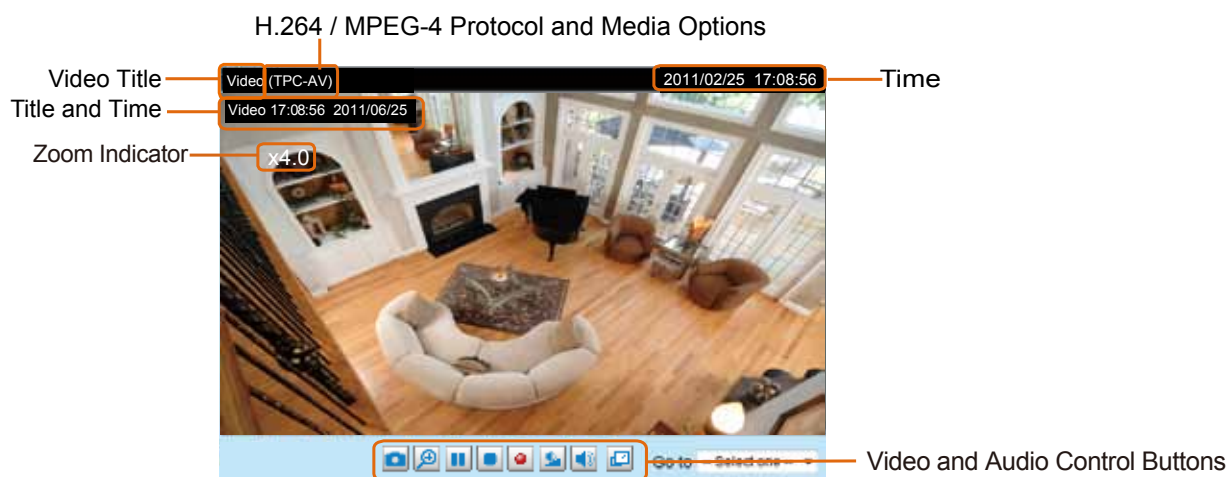 H.264 / MPEG-4 Protocol and Media Options
Video Title
Video (TPC-AV)
2011/02/25 17:08:56
Time
Title and Time
Video 17:08:56 2011/06/25
Zoom Indicator
x4.0
Go to
-- Select one --
Video and Audio Control Buttons